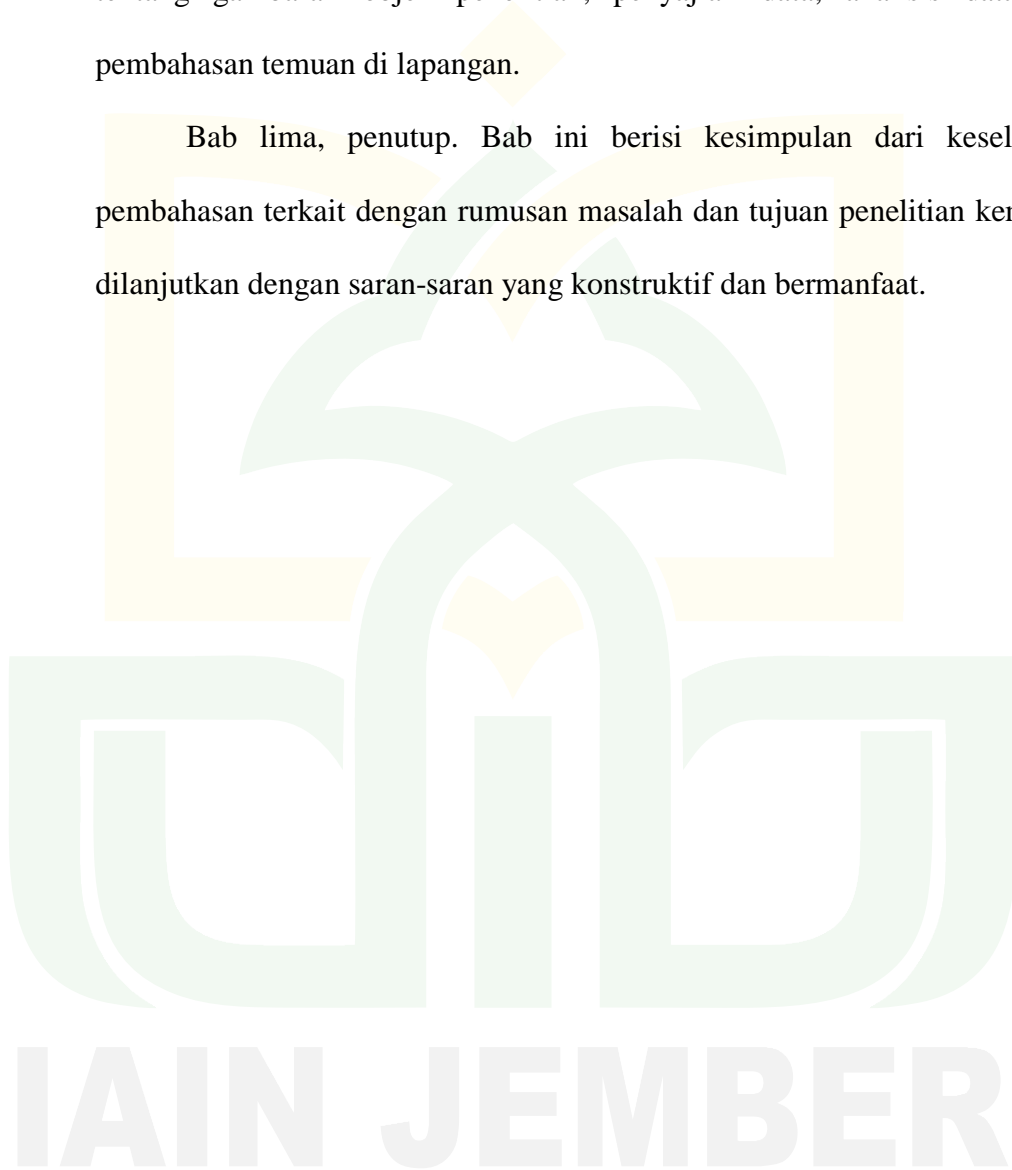 pembahasan temuan di lapangan.
Bab lima, penutup. Bab ini berisi kesimpulan dari kesel
pembahasan terkait dengan rumusan masalah dan tujuan penelitian
dilanjutkan dengan saran-saran yang konstruktif dan bermanfaat.
IAIN JEMBER